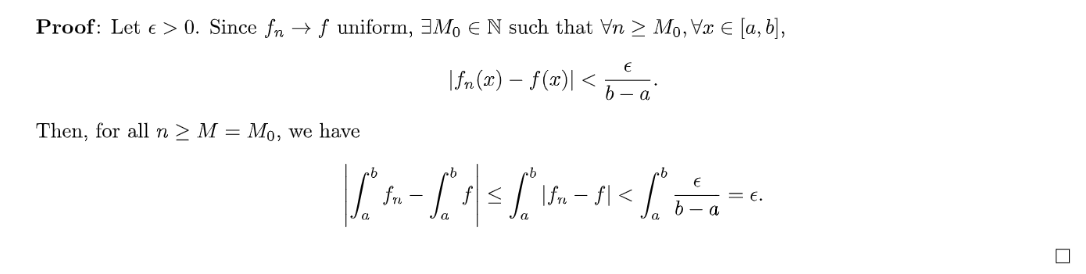 Proof: Let ϵ > 0. Since fₙ → f uniform, ∃M₀ ∈ ℕ such that ∀n ≥ M₀, ∀x ∈ [a, b],
|fₙ(x) − f(x)| < ϵ/(b − a).
Then, for all n ≥ M = M₀, we have
|∫ₐᵇ fₙ − ∫ₐᵇ f| ≤ ∫ₐᵇ |fₙ − f| < ∫ₐᵇ ϵ/(b − a) = ϵ.
□